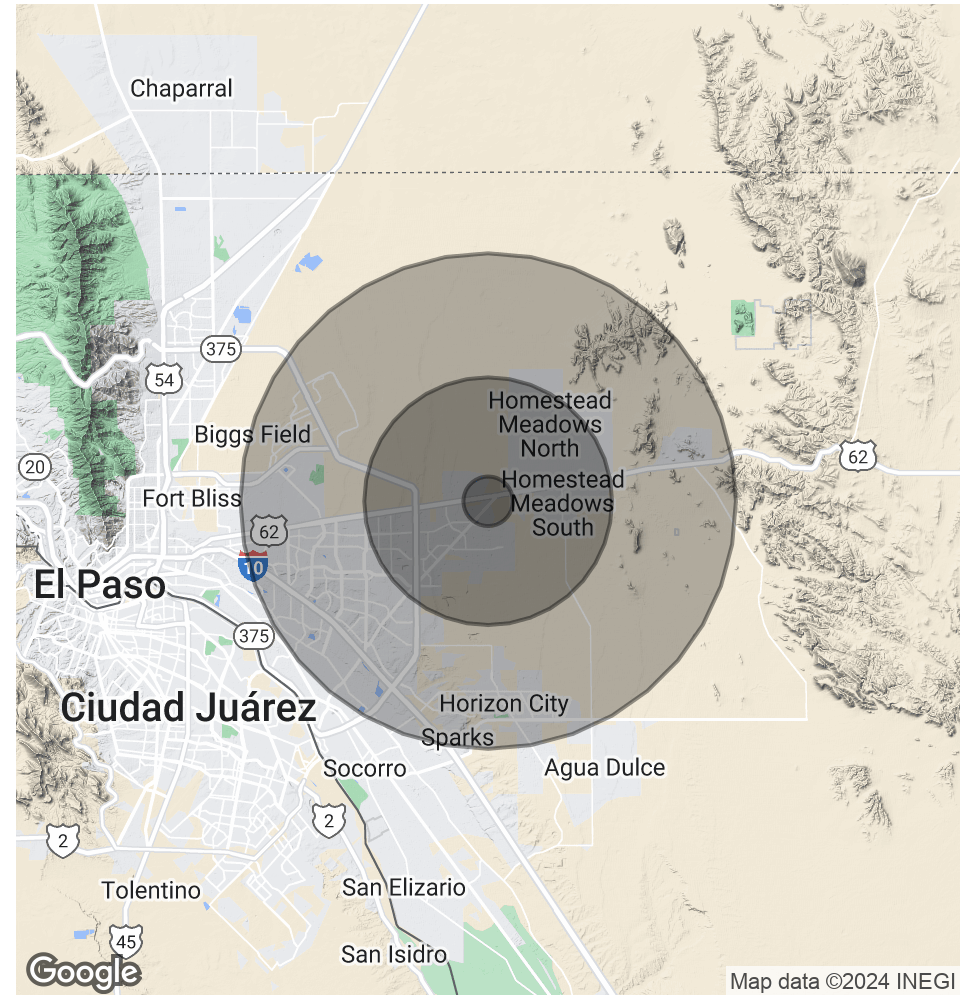 Chaparral
375
54
Homestead
Meadows
North
Biggs Field
62
20
Homestead
Meadows
South
Fort Bliss
62
10
El Paso
375
Horizon City
Ciudad Juárez
Sparks
Socorro
Agua Dulce
2
2
Tolentino
San Elizario
45
San Isidro
Google
Map data ©2024 INEGI